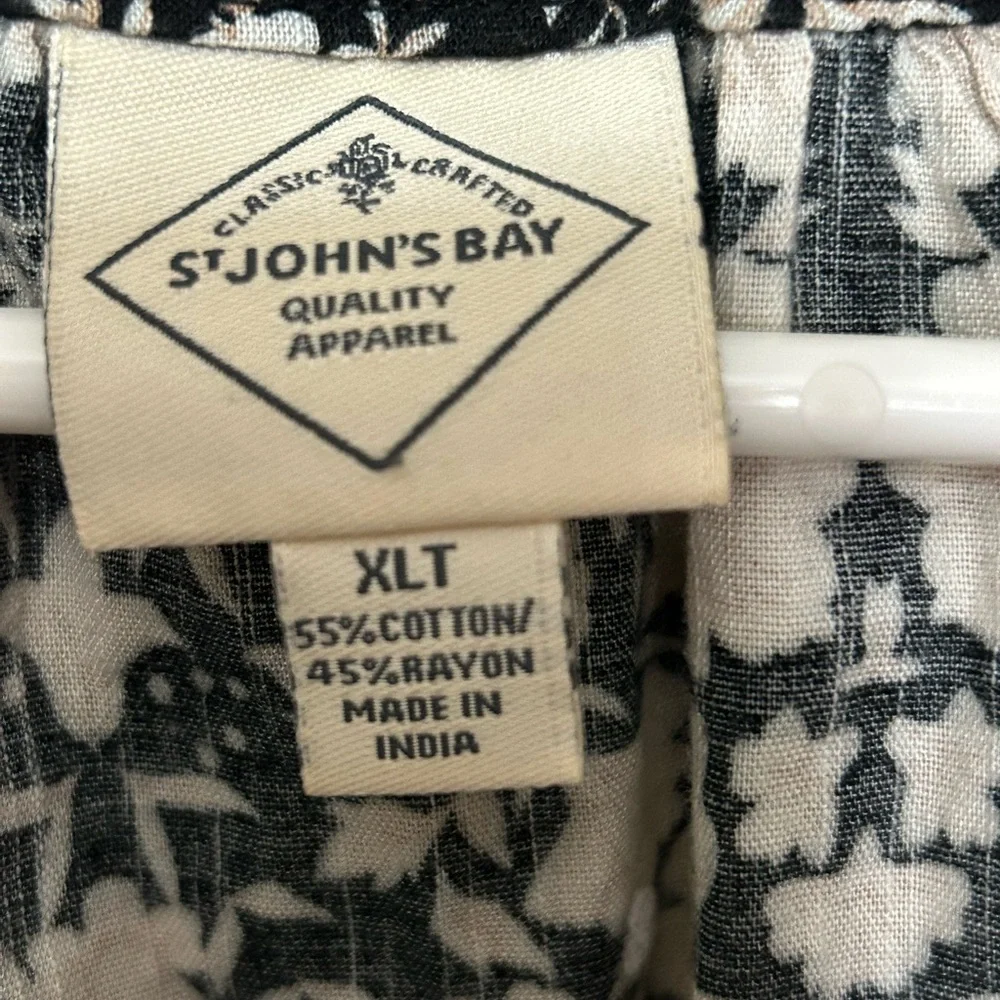 CLASSIC CRAFTED
ST JOHN'S BAY
QUALITY
APPAREL
XLT
55%COTTON/
45%RAYON
MADE IN
INDIA